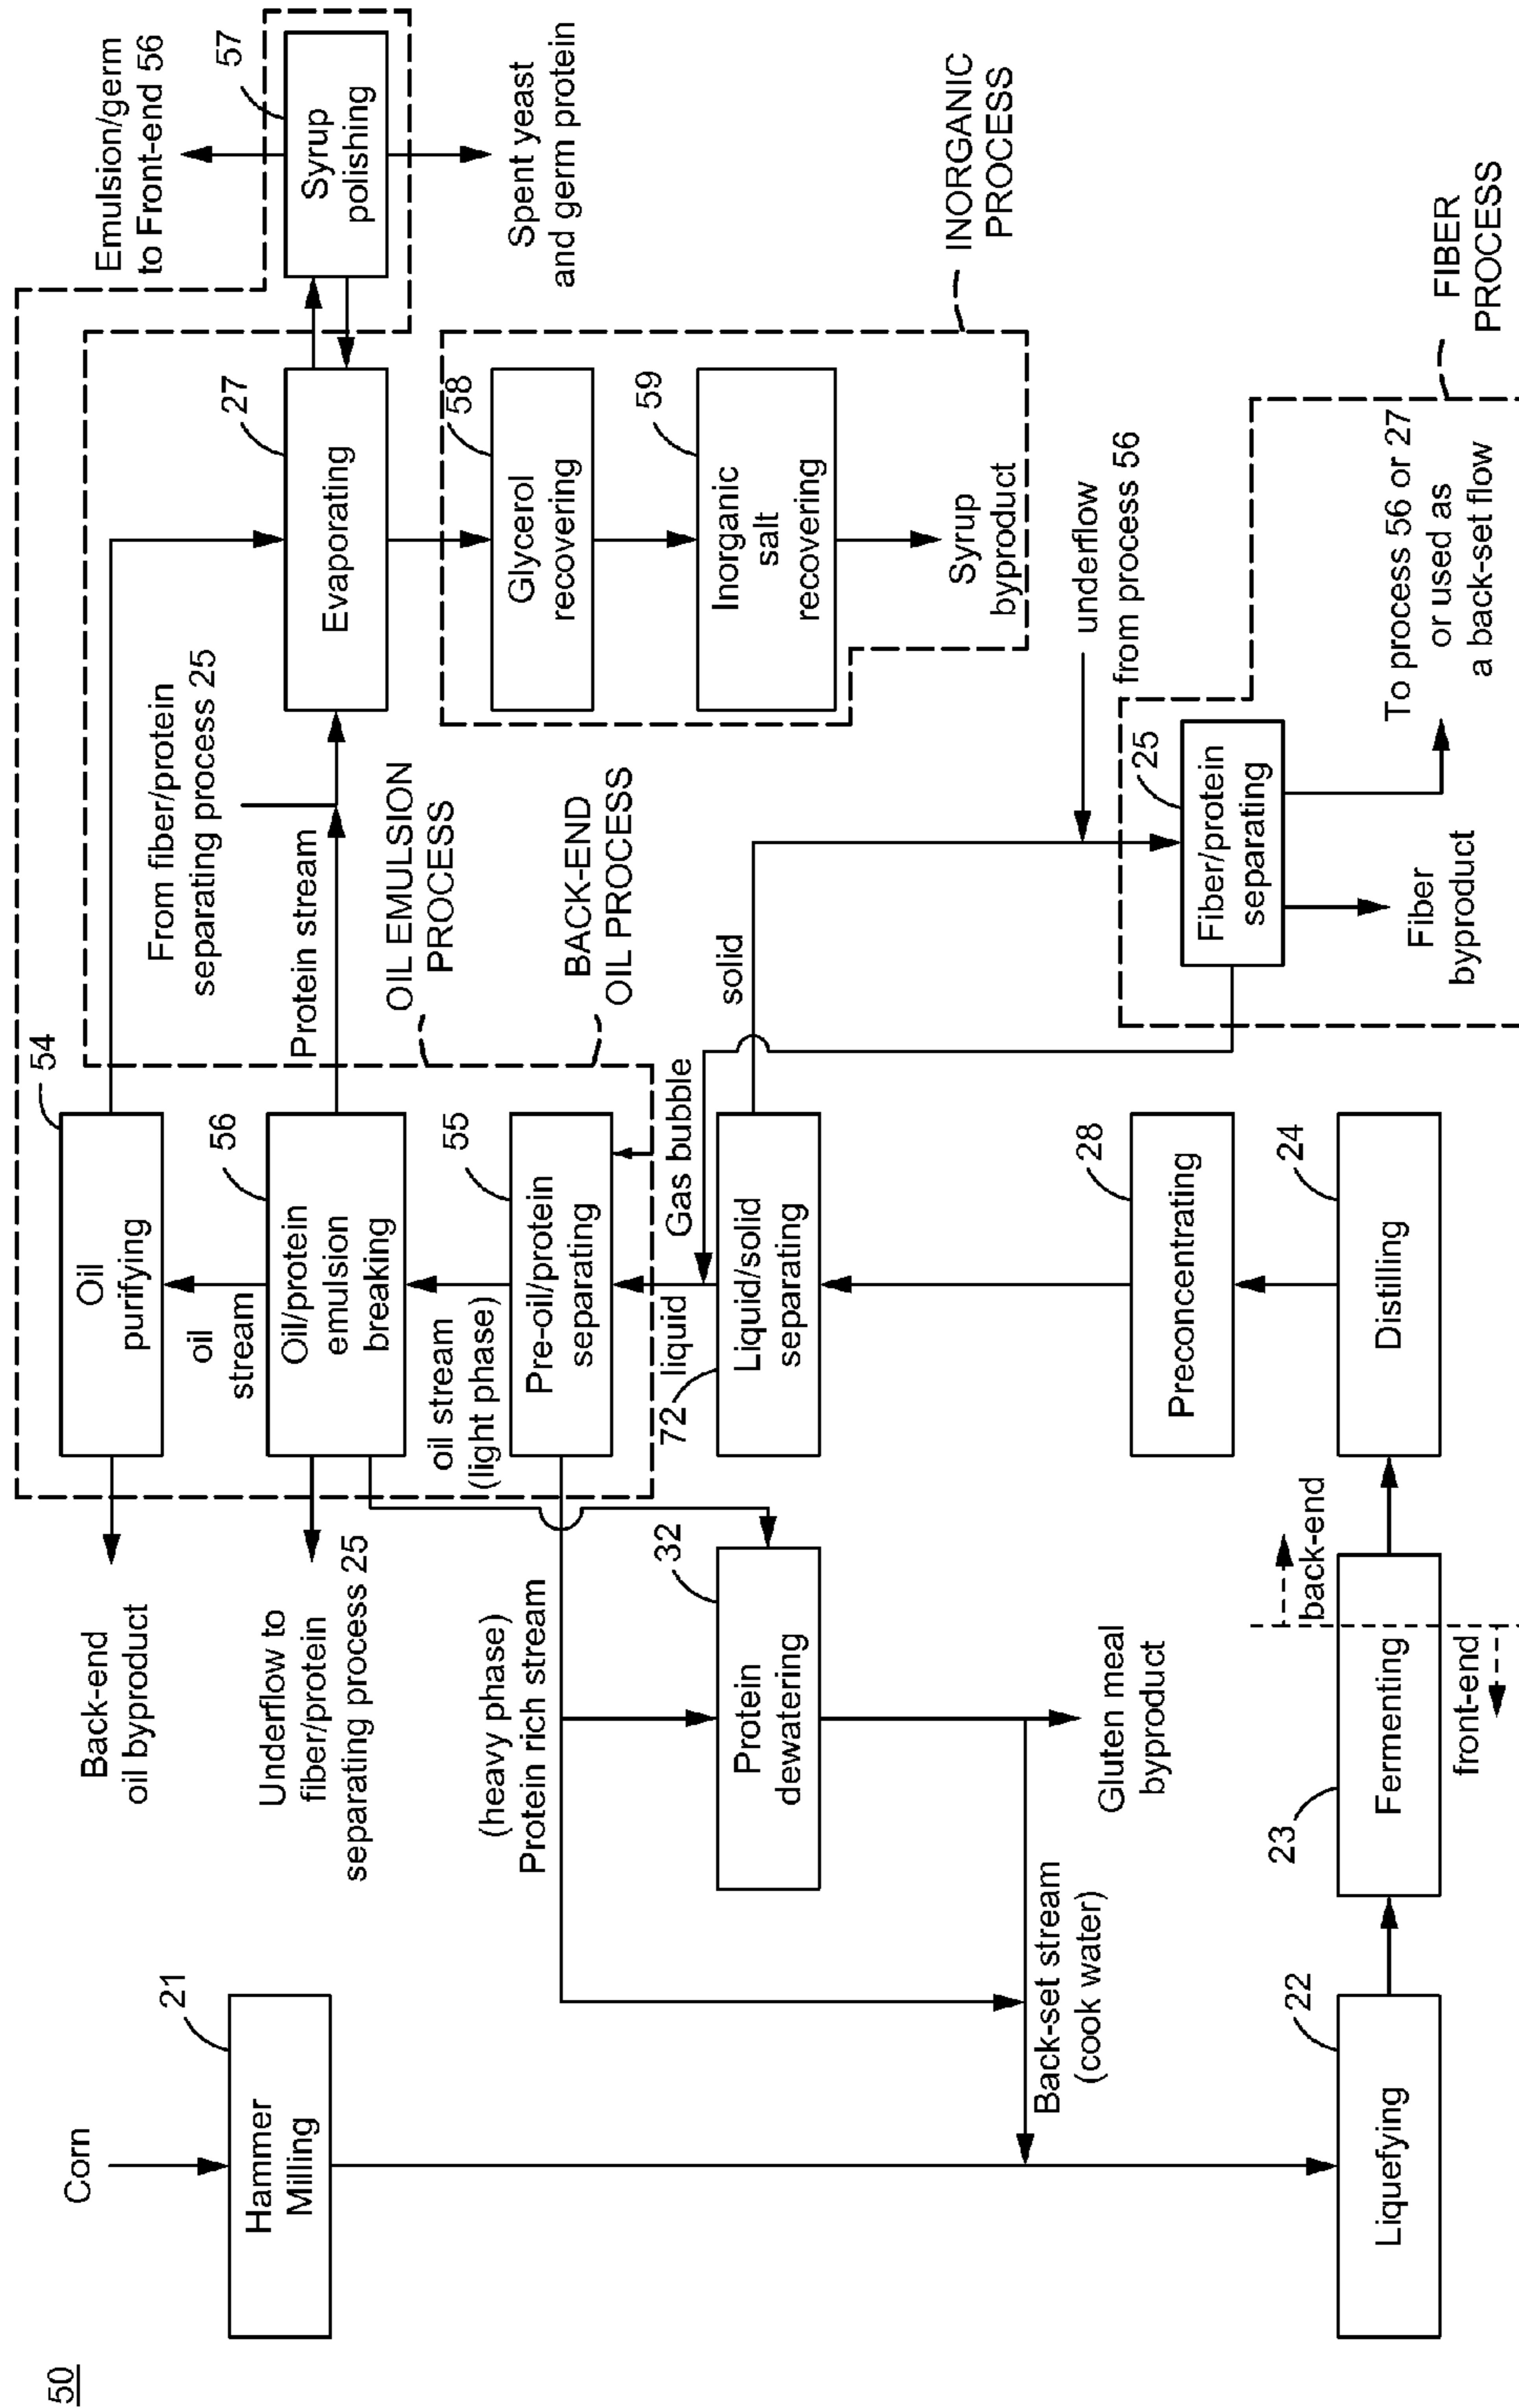 50
Corn
Hammer
Milling
21
Back-end
oil byproduct
Underflow to
fiber/protein
separating process 25
(heavy phase)
Protein rich stream
Protein
dewatering
32
Gluten meal
byproduct
Back-set stream
(cook water)
Liquefying
22
Fermenting
23
front-end
back-end
Distilling
24
Preconcentrating
28
Liquid/solid
separating
72
liquid
Gas bubble
solid
Pre-oil/protein
separating
55
oil stream
(light phase)
Oil/protein
emulsion
breaking
56
oil
stream
Oil
purifying
54
OIL EMULSION
PROCESS
BACK-END
OIL PROCESS
Protein stream
From fiber/protein
separating process 25
Evaporating
27
Syrup
polishing
57
Emulsion/germ
to Front-end 56
Spent yeast
and germ protein
Glycerol
recovering
58
Inorganic
salt
recovering
59
Syrup
byproduct
INORGANIC
PROCESS
underflow
from process 56
Fiber/protein
separating
25
Fiber
byproduct
To process 56 or 27
or used as
a back-set flow
FIBER
PROCESS